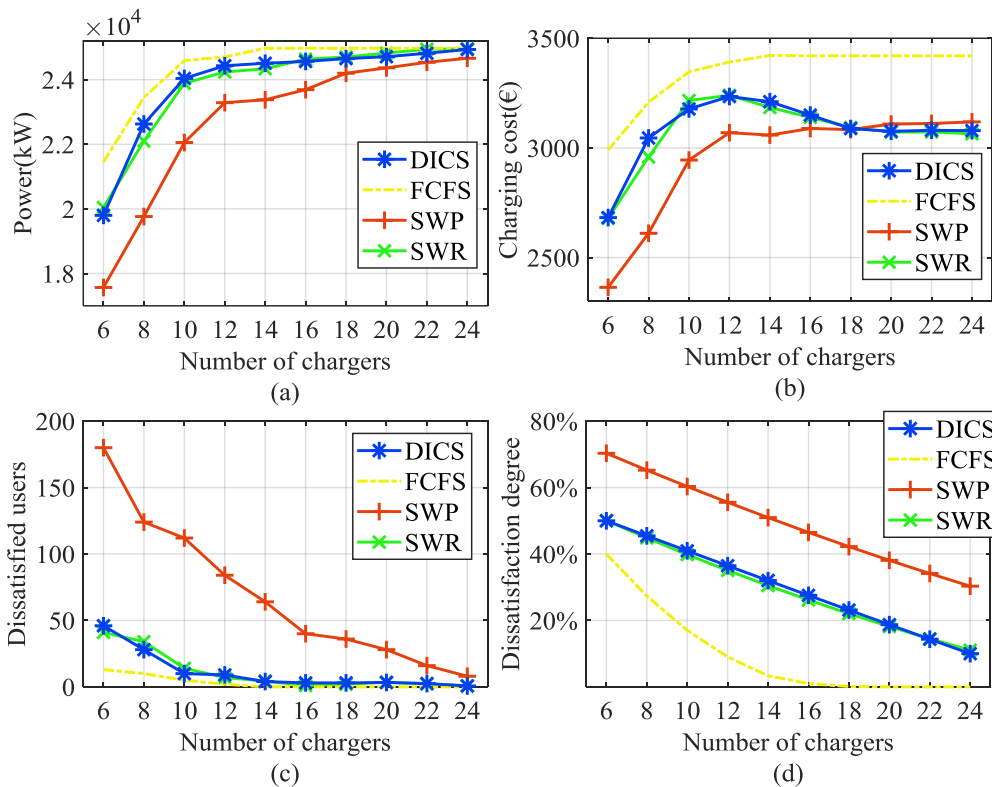 ×10⁴
2.4
2.2
2
1.8
Power(kW)
DICS
FCFS
SWP
SWR
6 8 10 12 14 16 18 20 22 24
Number of chargers
(a)
3500
3000
2500
Charging cost(€)
DICS
FCFS
SWP
SWR
6 8 10 12 14 16 18 20 22 24
Number of chargers
(b)
200
150
100
50
0
Dissatisfied users
DICS
FCFS
SWP
SWR
6 8 10 12 14 16 18 20 22 24
Number of chargers
(c)
80%
60%
40%
20%
Dissatisfaction degree
DICS
FCFS
SWP
SWR
6 8 10 12 14 16 18 20 22 24
Number of chargers
(d)